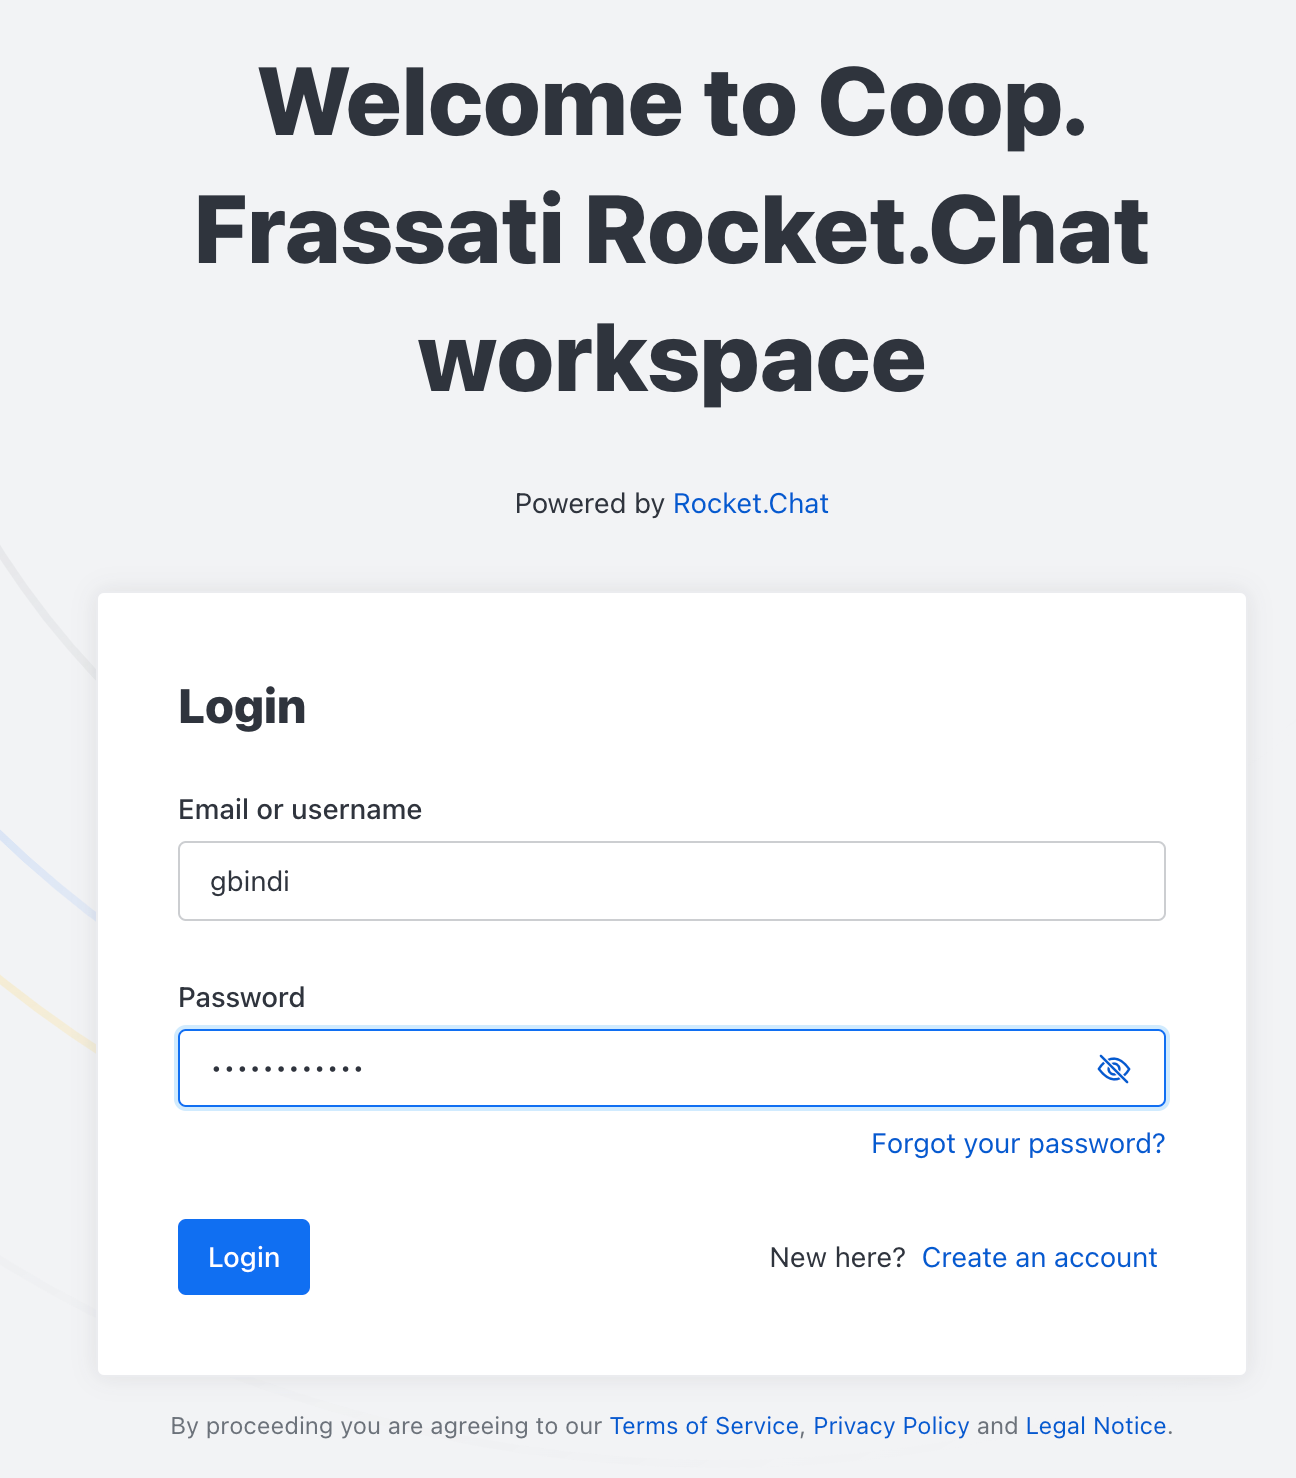 Welcome to Coop.
Frassati Rocket.Chat
workspace
Powered by Rocket.Chat
Login
Email or username
gbindi
Password
••••••••••••
Forgot your password?
Login
New here? Create an account
By proceeding you are agreeing to our Terms of Service, Privacy Policy and Legal Notice.